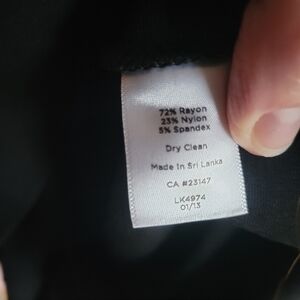 72% Rayon
23% Nylon
5% Spandex
Dry Clean
Made In Sri Lanka
CA #23147
LK4974
01/13